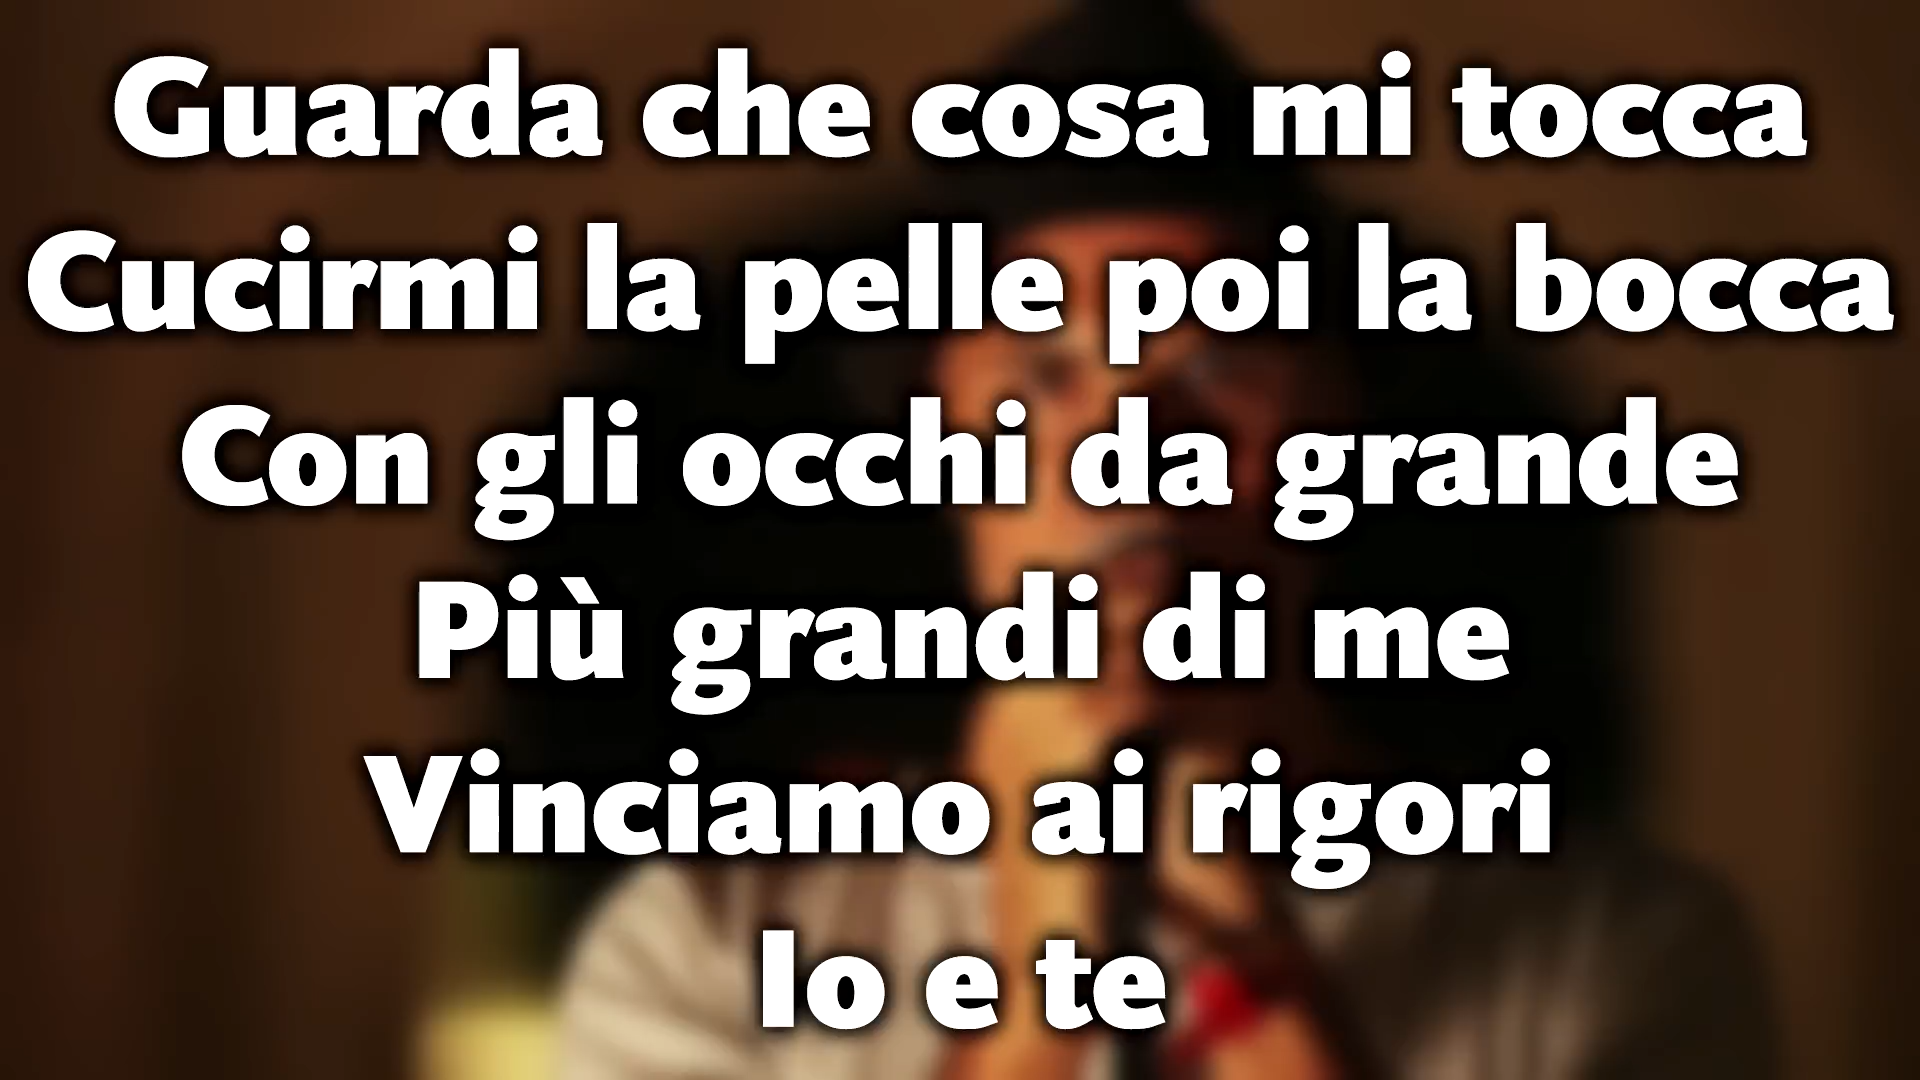 Guarda che cosa mi tocca
Cucirmi la pelle poi la bocca
Con gli occhi da grande
Più grandi di me
Vinciamo ai rigori
Io e te